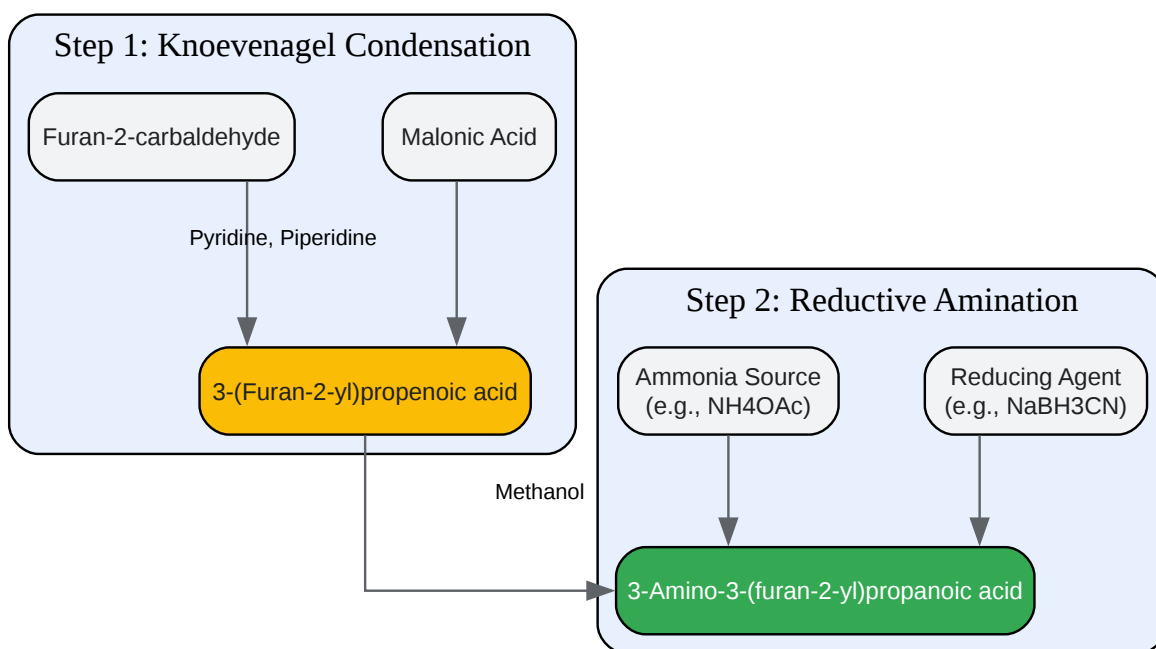 Step 1: Knoevenagel Condensation
Furan-2-carbaldehyde
Malonic Acid
Pyridine, Piperidine
3-(Furan-2-yl)propenoic acid
Step 2: Reductive Amination
Ammonia Source
(e.g., NH4OAc)
Reducing Agent
(e.g., NaBH3CN)
Methanol
3-Amino-3-(furan-2-yl)propanoic acid